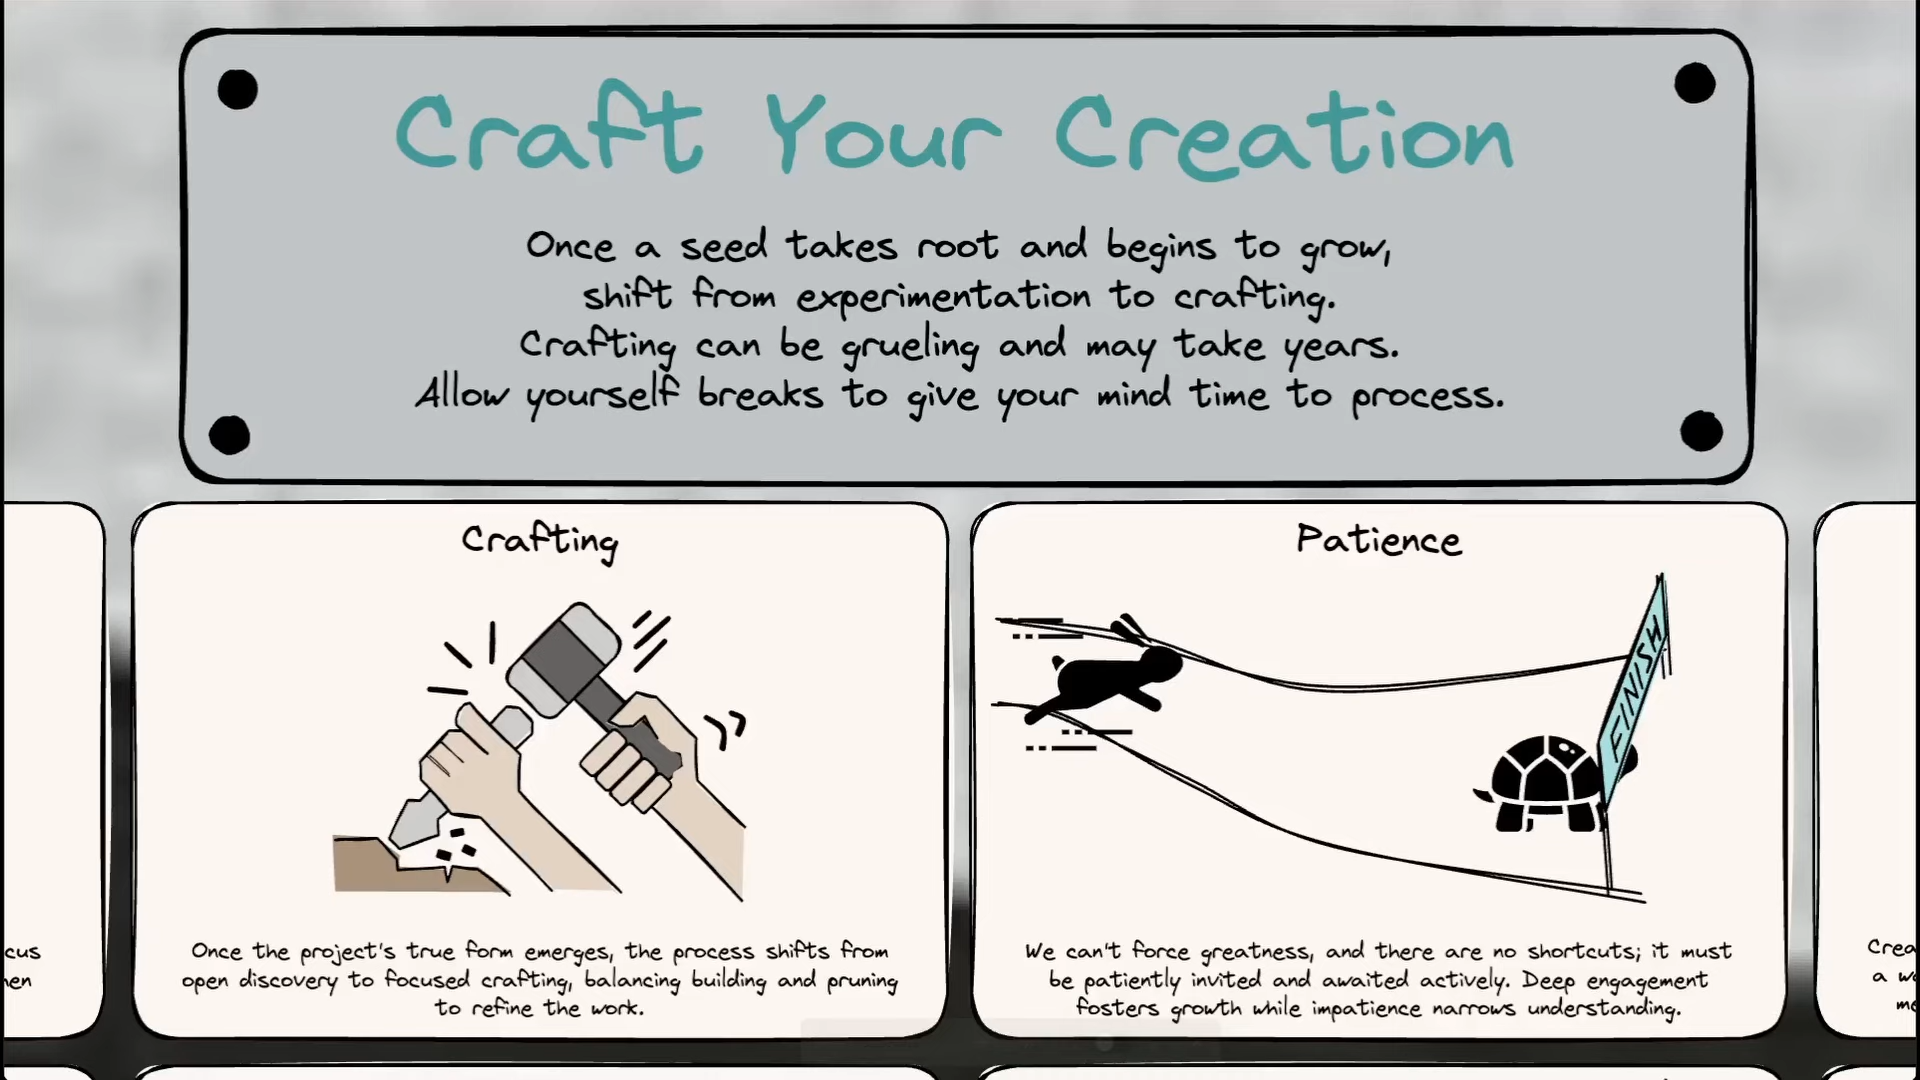 Craft Your Creation
Once a seed takes root and begins to grow,
shift from experimentation to crafting.
Crafting can be grueling and may take years.
Allow yourself breaks to give your mind time to process.
Crafting
Once the project's true form emerges, the process shifts from
open discovery to focused crafting, balancing building and pruning
to refine the work.
Patience
FINISH
We can't force greatness, and there are no shortcuts; it must
be patiently invited and awaited actively. Deep engagement
fosters growth while impatience narrows understanding.